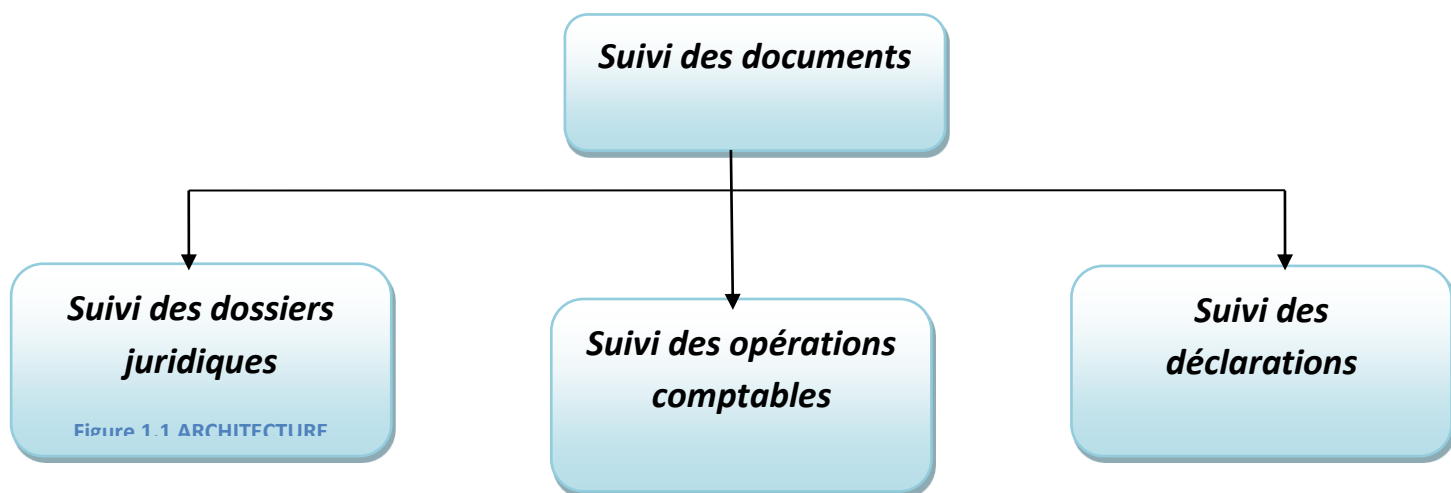 Suivi des documents
Suivi des dossiers
juridiques
Figure 1.1 ARCHITECTURE
Suivi des opérations
comptables
Suivi des
déclarations